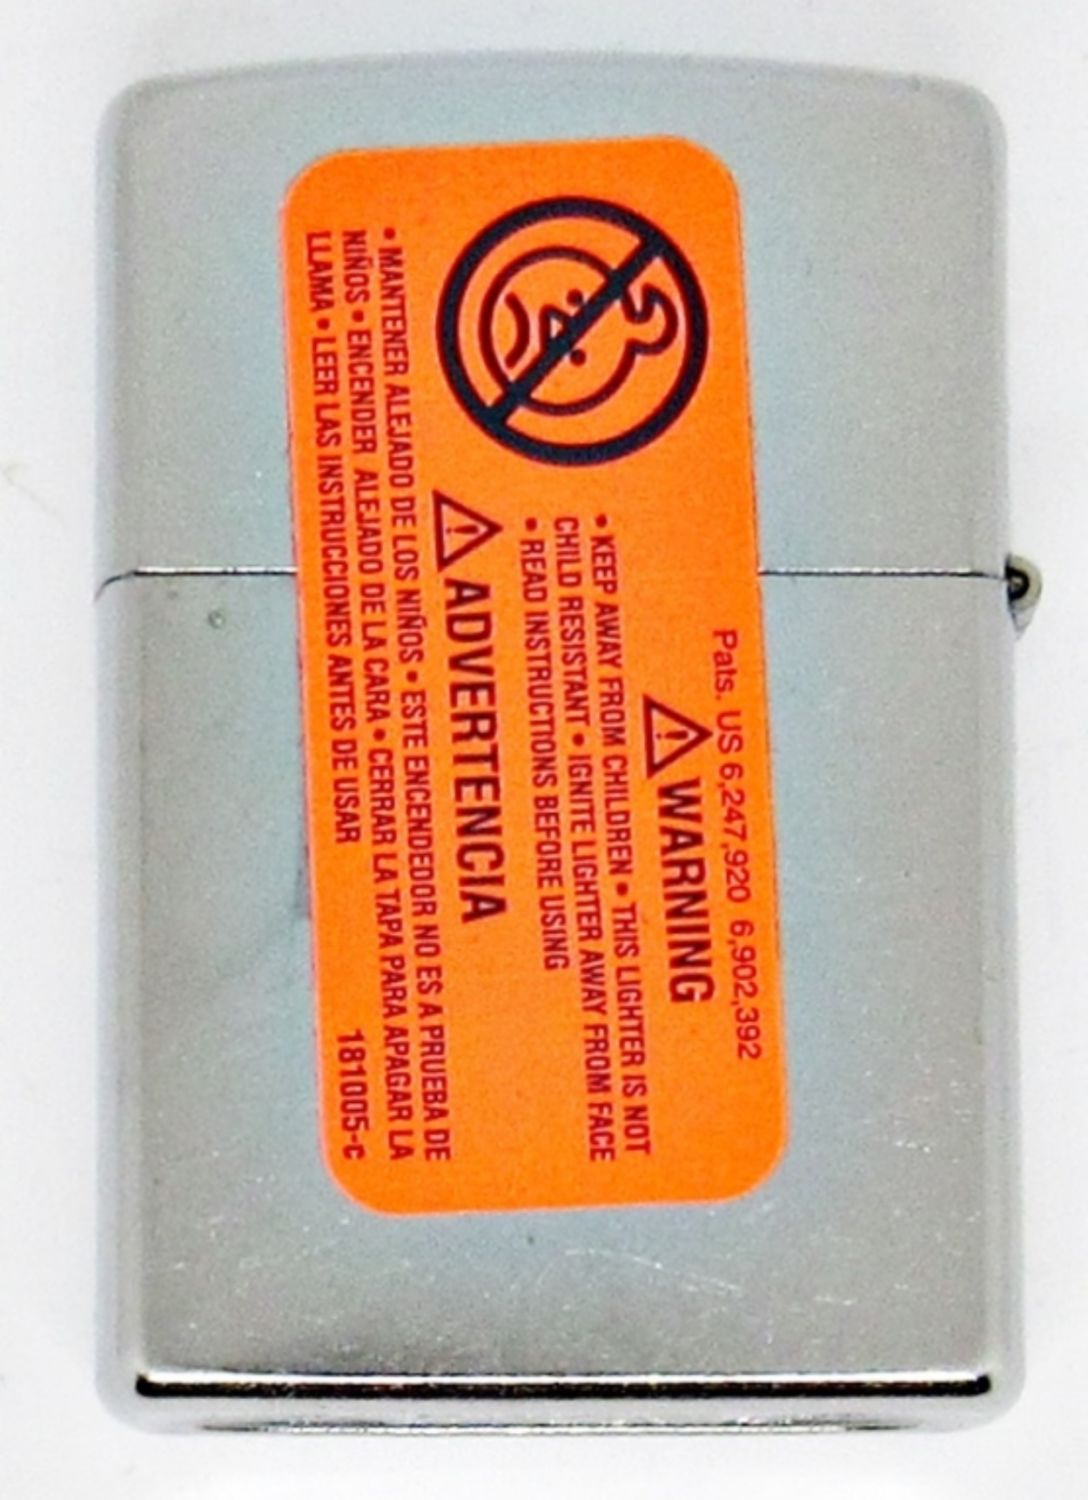 Pats. US 6,247,920 6,902,392
WARNING
• KEEP AWAY FROM CHILDREN • THIS LIGHTER IS NOT
CHILD RESISTANT • IGNITE LIGHTER AWAY FROM FACE
• READ INSTRUCTIONS BEFORE USING
ADVERTENCIA
• MANTENER ALEJADO DE LOS NIÑOS • ESTE ENCENDEDOR NO ES A PRUEBA DE
NIÑOS • ENCENDER ALEJADO DE LA CARA • CERRAR LA TAPA PARA APAGAR LA
LLAMA • LEER LAS INSTRUCCIONES ANTES DE USAR
181005-c